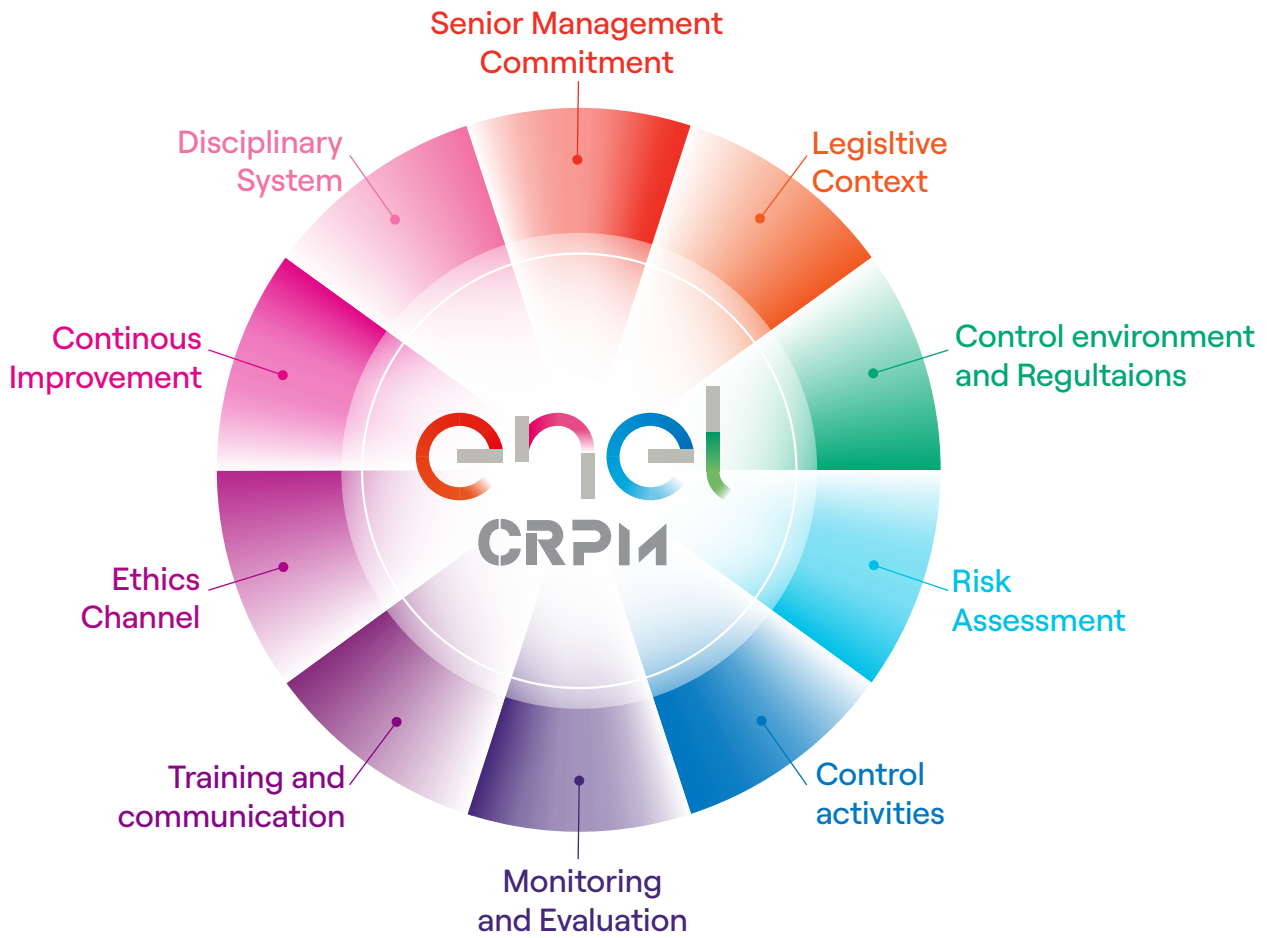 Senior Management
Commitment
Disciplinary
System
Legisltive
Context
Continous
Improvement
Control environment
and Regultaions
enel
CRPM
Ethics
Channel
Risk
Assessment
Training and
communication
Control
activities
Monitoring
and Evaluation